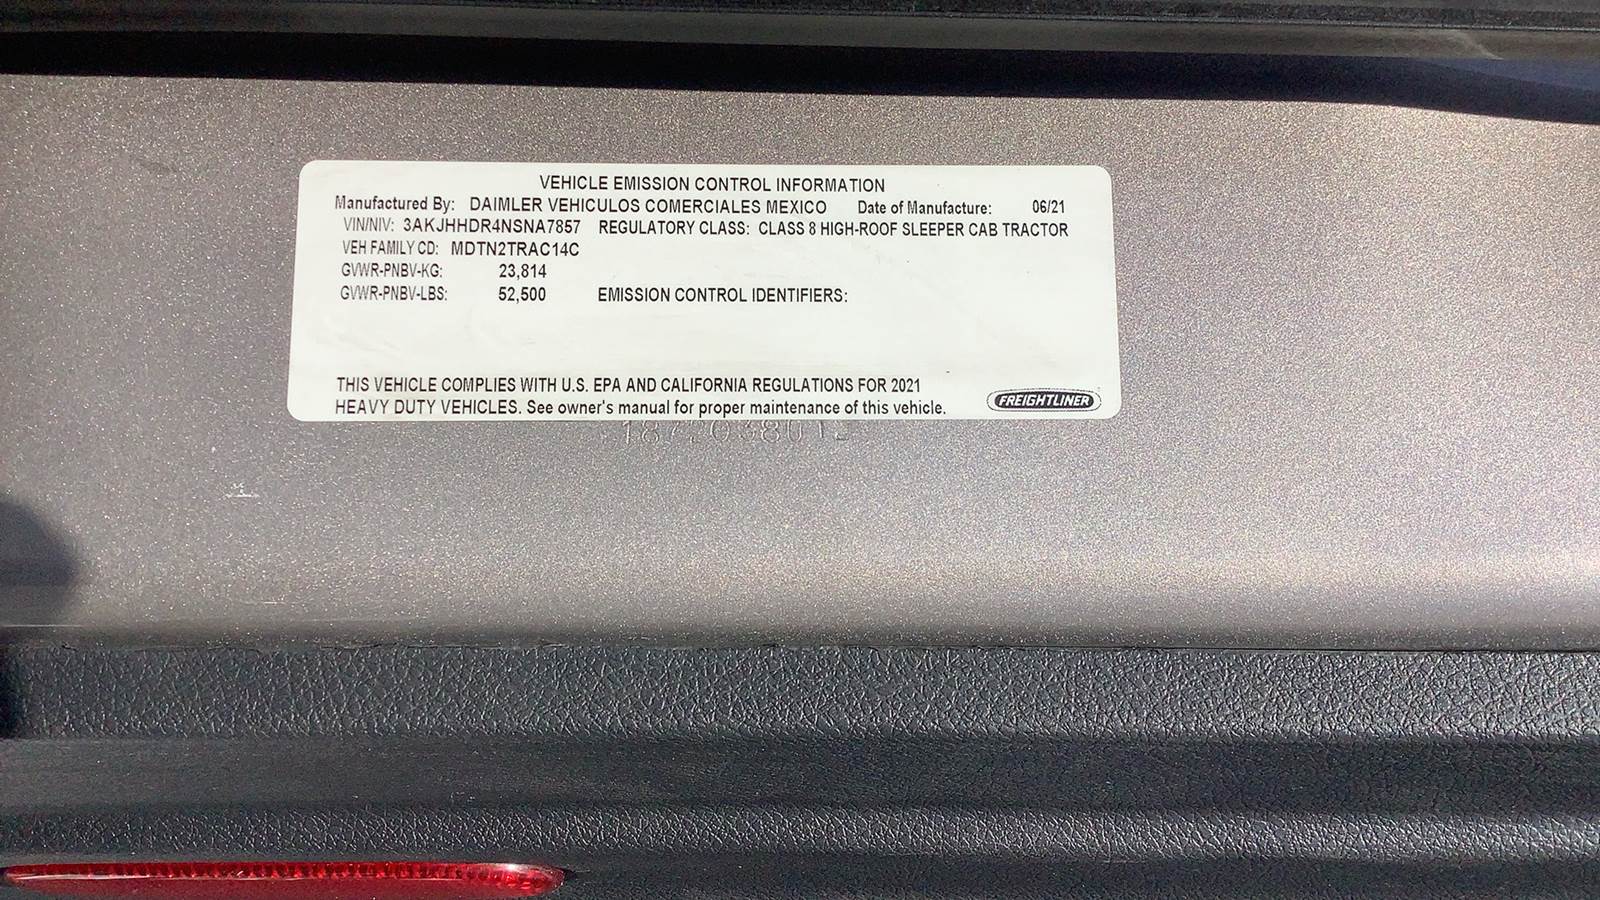 VEHICLE EMISSION CONTROL INFORMATION
Manufactured By: DAIMLER VEHICULOS COMERCIALES MEXICO Date of Manufacture: 06/21
VIN/NIV: 3AKJHHDR4NSNA7857 REGULATORY CLASS: CLASS 8 HIGH-ROOF SLEEPER CAB TRACTOR
VEH FAMILY CD: MDTN2TRAC14C
GVWR-PNBV-KG: 23,814
GVWR-PNBV-LBS: 52,500 EMISSION CONTROL IDENTIFIERS:
THIS VEHICLE COMPLIES WITH U.S. EPA AND CALIFORNIA REGULATIONS FOR 2021
HEAVY DUTY VEHICLES. See owner's manual for proper maintenance of this vehicle.
FREIGHTLINER